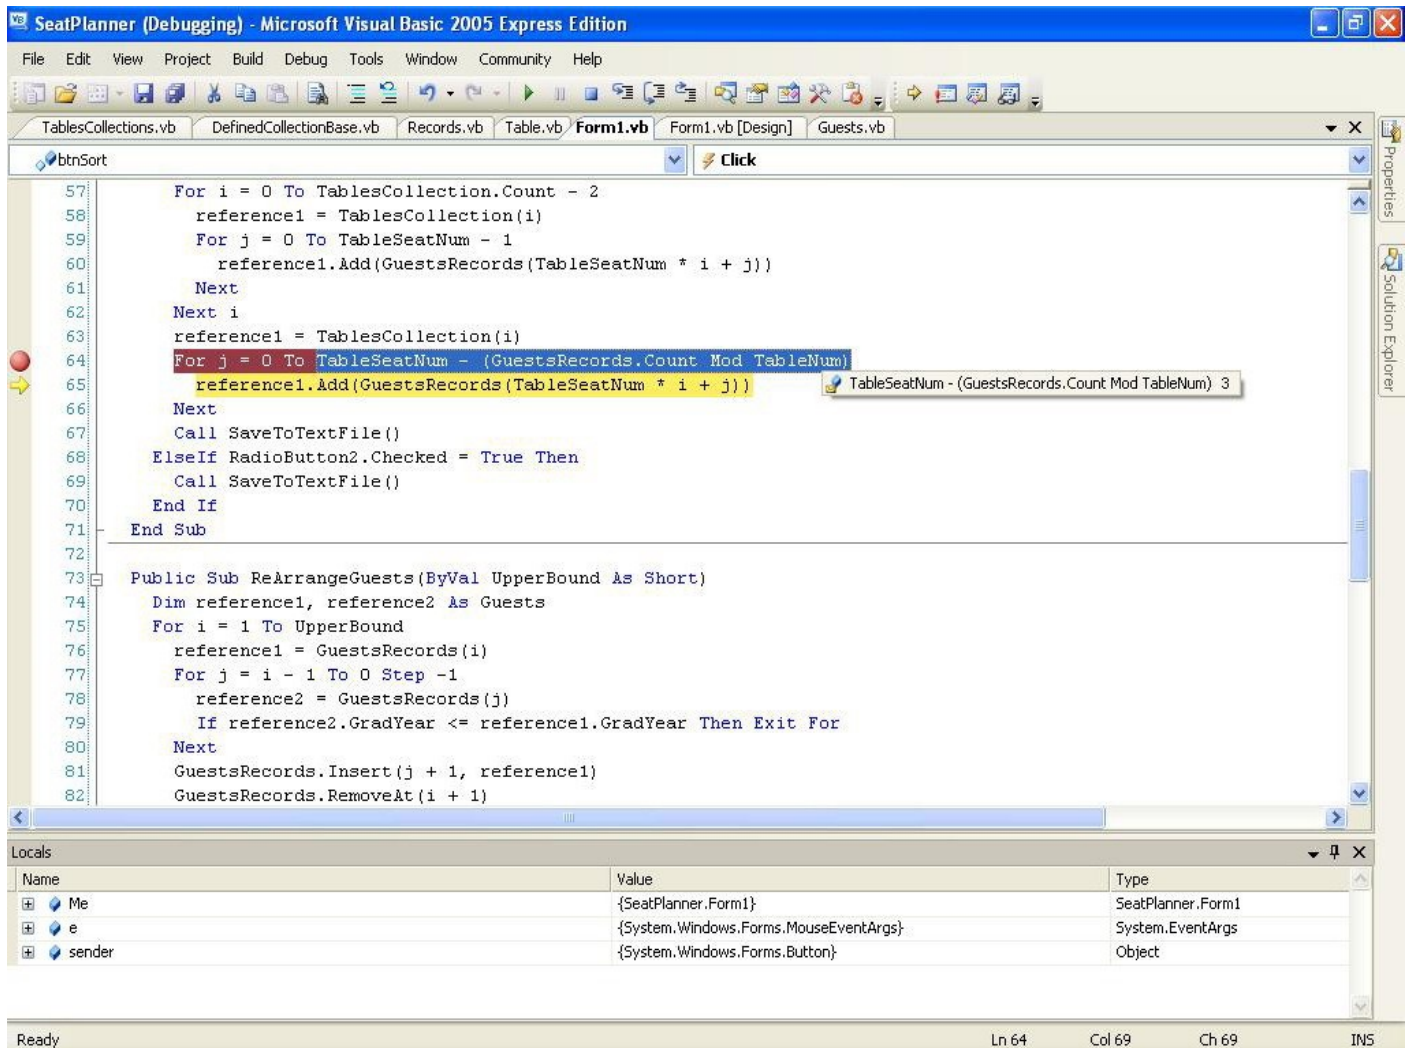 SeatPlanner (Debugging) - Microsoft Visual Basic 2005 Express Edition
File Edit View Project Build Debug Tools Window Community Help
TablesCollections.vb DefinedCollectionBase.vb Records.vb Table.vb Form1.vb Form1.vb [Design] Guests.vb
btnSort Click
57 For i = 0 To TablesCollection.Count - 2
58 reference1 = TablesCollection(i)
59 For j = 0 To TableSeatNum - 1
60 reference1.Add(GuestsRecords(TableSeatNum * i + j))
61 Next
62 Next i
63 reference1 = TablesCollection(i)
64 For j = 0 To TableSeatNum - (GuestsRecords.Count Mod TableNum)
65 reference1.Add(GuestsRecords(TableSeatNum * i + j))
TableSeatNum - (GuestsRecords.Count Mod TableNum) 3
66 Next
67 Call SaveToTextFile()
68 ElseIf RadioButton2.Checked = True Then
69 Call SaveToTextFile()
70 End If
71 End Sub
72
73 Public Sub ReArrangeGuests(ByVal UpperBound As Short)
74 Dim reference1, reference2 As Guests
75 For i = 1 To UpperBound
76 reference1 = GuestsRecords(i)
77 For j = i - 1 To 0 Step -1
78 reference2 = GuestsRecords(j)
79 If reference2.GradYear <= reference1.GradYear Then Exit For
80 Next
81 GuestsRecords.Insert(j + 1, reference1)
82 GuestsRecords.RemoveAt(i + 1)
Properties
Solution Explorer
Locals
Name Value Type
Me {SeatPlanner.Form1} SeatPlanner.Form1
e {System.Windows.Forms.MouseEventArgs} System.EventArgs
sender {System.Windows.Forms.Button} Object
Ready Ln 64 Col 69 Ch 69 INS